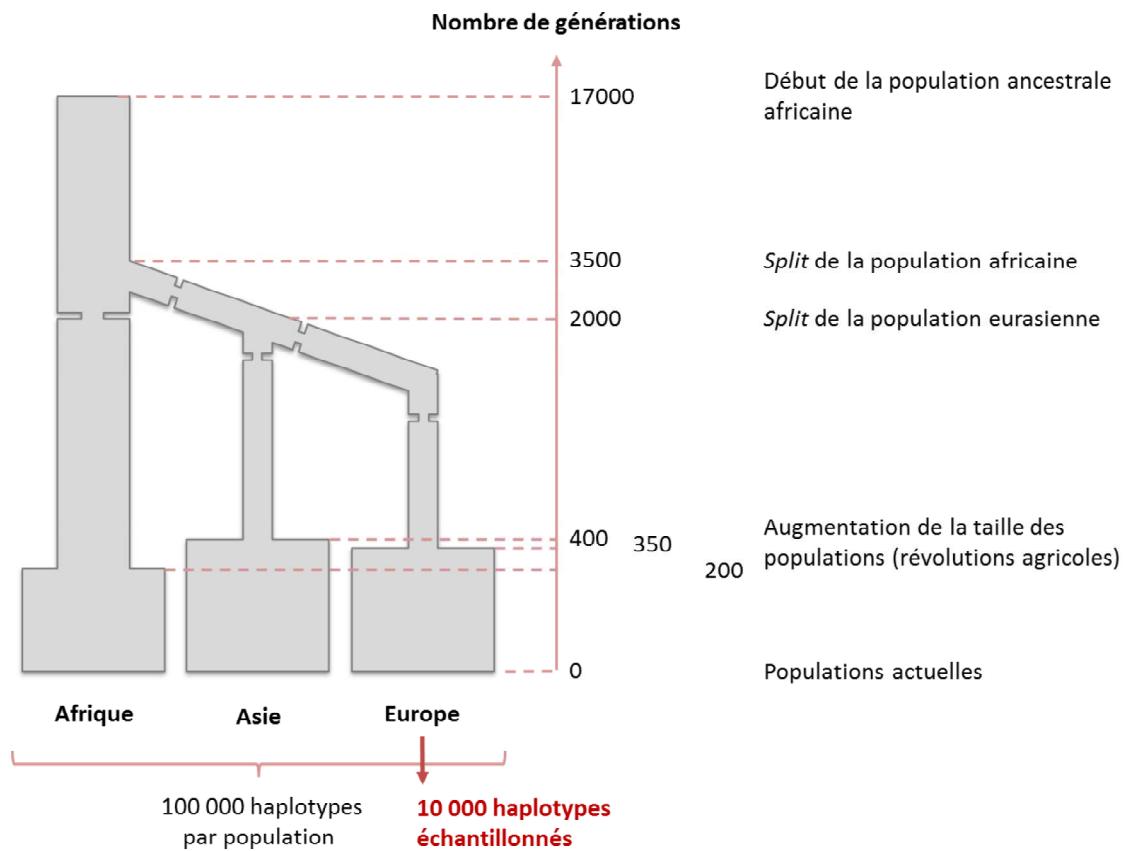 Nombre de générations
17000
Début de la population ancestrale
africaine
3500
Split de la population africaine
2000
Split de la population eurasienne
400
350
200
Augmentation de la taille des
populations (révolutions agricoles)
0
Populations actuelles
Afrique
Asie
Europe
100 000 haplotypes
par population
10 000 haplotypes
échantillonnés